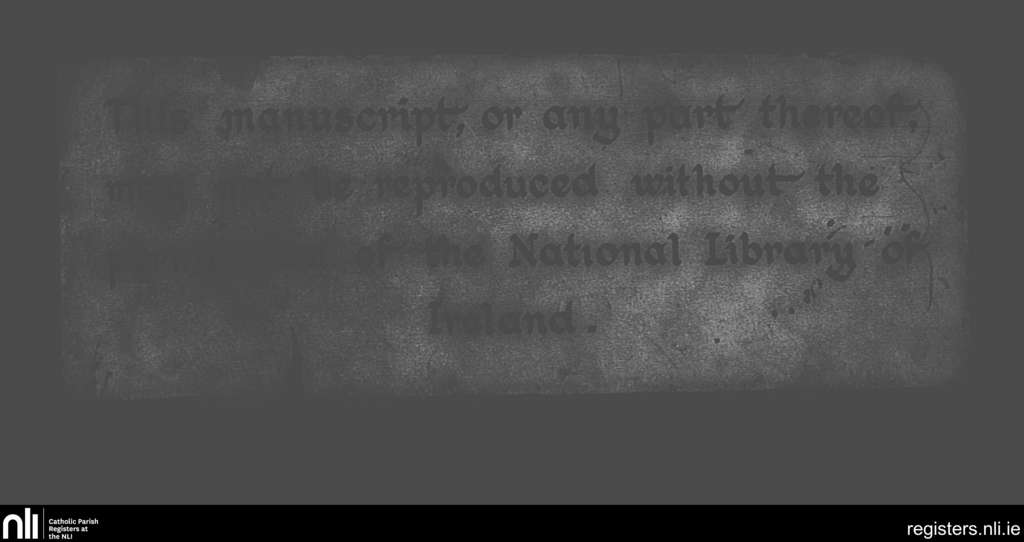 This manuscript, or any part thereof,
may not be reproduced without the
of the National Library of
Ireland.
nli
Catholic Parish
Registers at
the NLI
registers.nli.ie